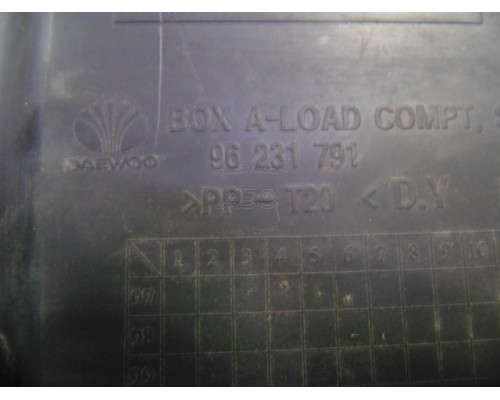 BOX A-LOAD COMPT, S
DAEWOO
96 231 791
>PP T20 < D.Y
1 2 3 4 5 6 7 8 9 10
97
98
99